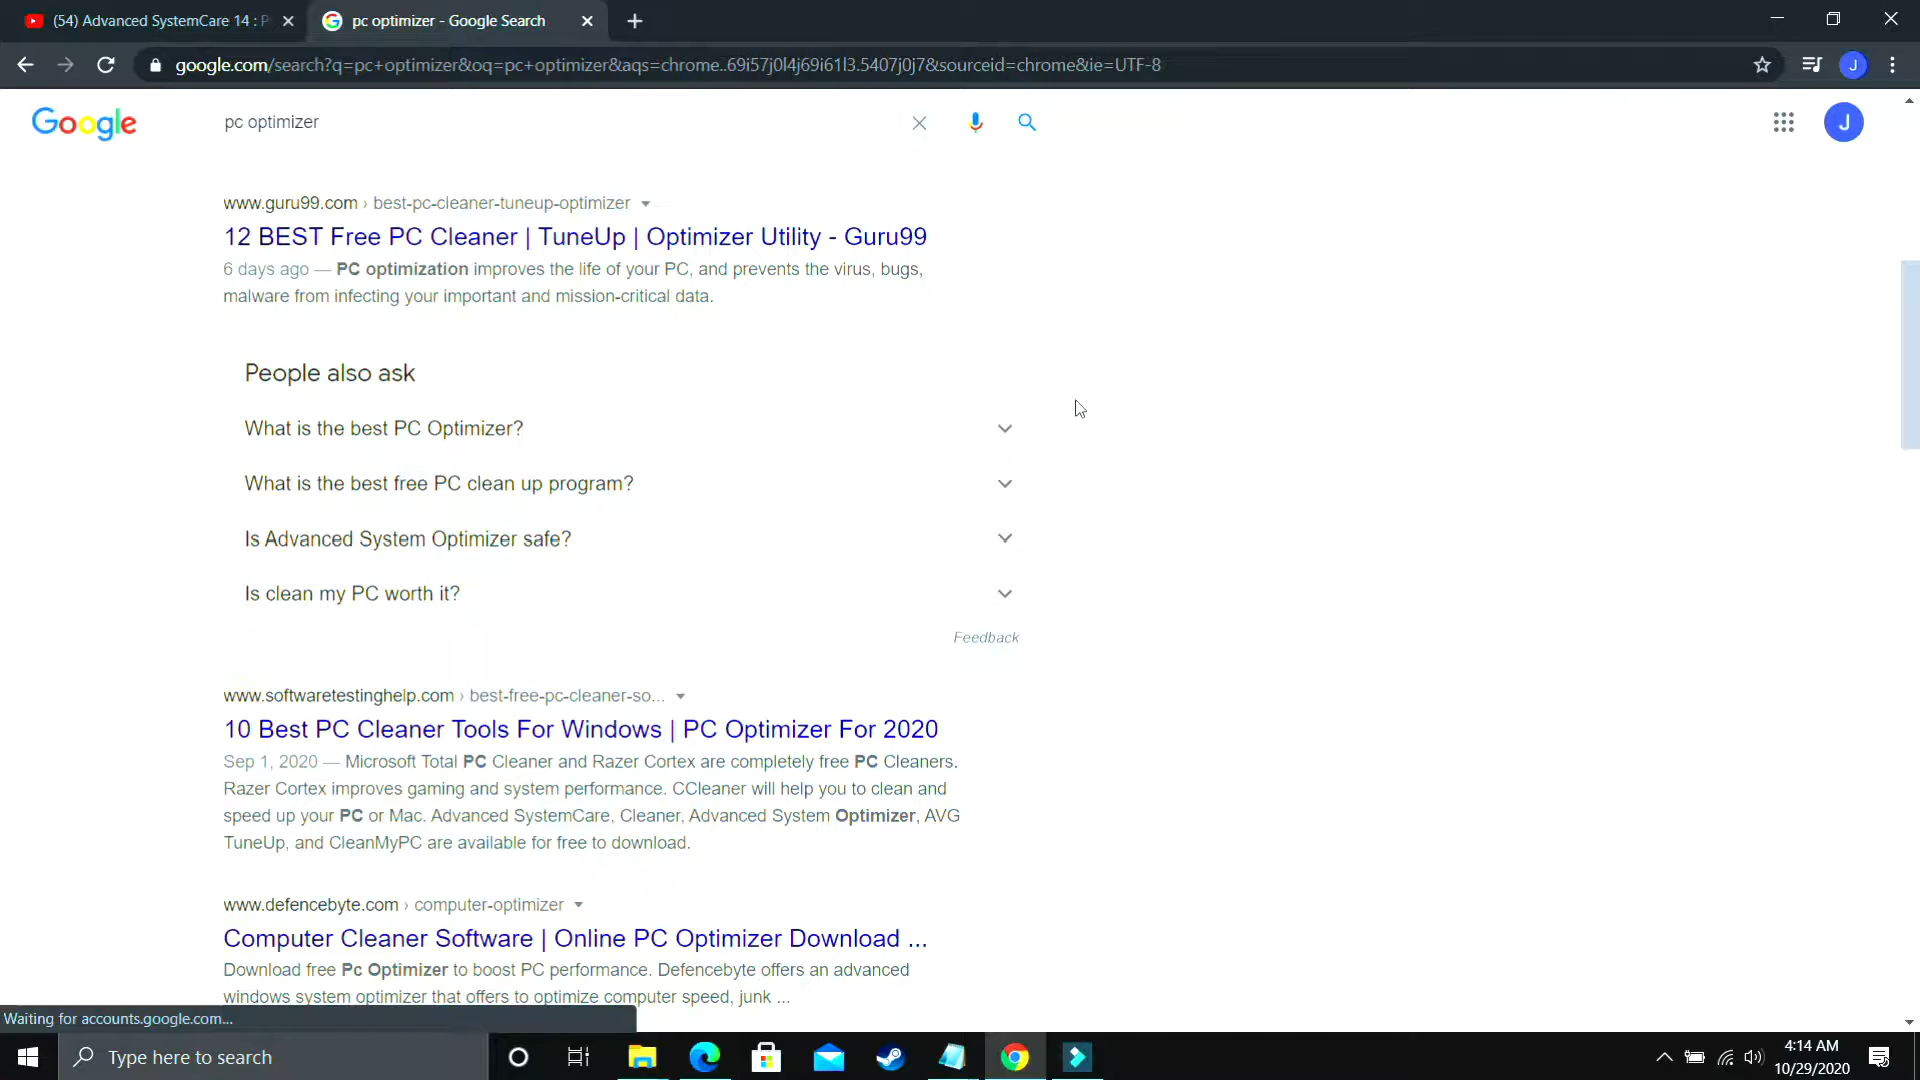 (54) Advanced SystemCare 14 : P
pc optimizer - Google Search
google.com/search?q=pc+optimizer&oq=pc+optimizer&aqs=chrome..69i57j0l4j69i61l3.5407j0j7&sourceid=chrome&ie=UTF-8
J
Google
pc optimizer
J
www.guru99.com › best-pc-cleaner-tuneup-optimizer
12 BEST Free PC Cleaner | TuneUp | Optimizer Utility - Guru99
6 days ago — PC optimization improves the life of your PC, and prevents the virus, bugs,
malware from infecting your important and mission-critical data.
People also ask
What is the best PC Optimizer?
What is the best free PC clean up program?
Is Advanced System Optimizer safe?
Is clean my PC worth it?
Feedback
www.softwaretestinghelp.com › best-free-pc-cleaner-so...
10 Best PC Cleaner Tools For Windows | PC Optimizer For 2020
Sep 1, 2020 — Microsoft Total PC Cleaner and Razer Cortex are completely free PC Cleaners.
Razer Cortex improves gaming and system performance. CCleaner will help you to clean and
speed up your PC or Mac. Advanced SystemCare, Cleaner, Advanced System Optimizer, AVG
TuneUp, and CleanMyPC are available for free to download.
www.defencebyte.com › computer-optimizer
Computer Cleaner Software | Online PC Optimizer Download ...
Download free Pc Optimizer to boost PC performance. Defencebyte offers an advanced
windows system optimizer that offers to optimize computer speed, junk ...
Waiting for accounts.google.com...
Type here to search
4:14 AM
10/29/2020